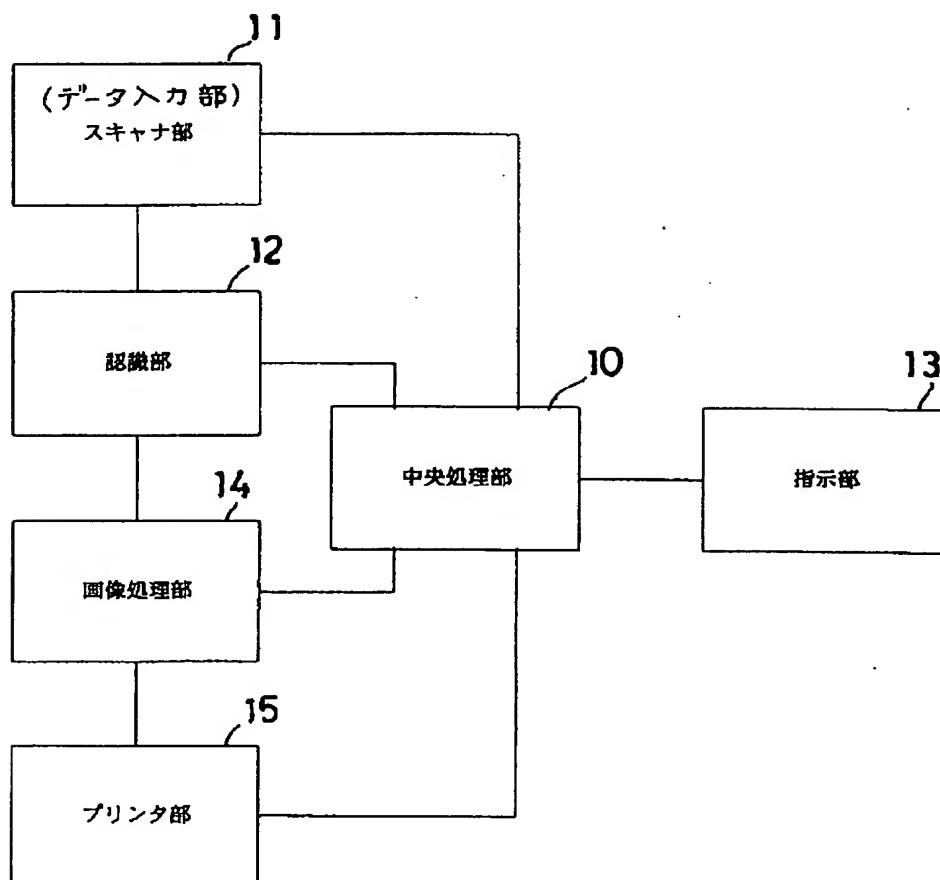 11
(データ入力部)
スキャナ部
12
認識部
10
中央処理部
13
指示部
14
画像処理部
15
プリンタ部